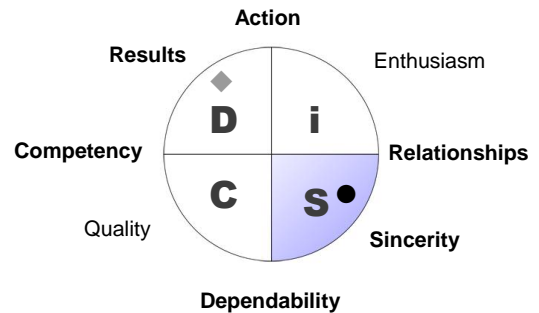 Action
Results
Enthusiasm
D
i
Competency
Relationships
C
S
Quality
Sincerity
Dependability